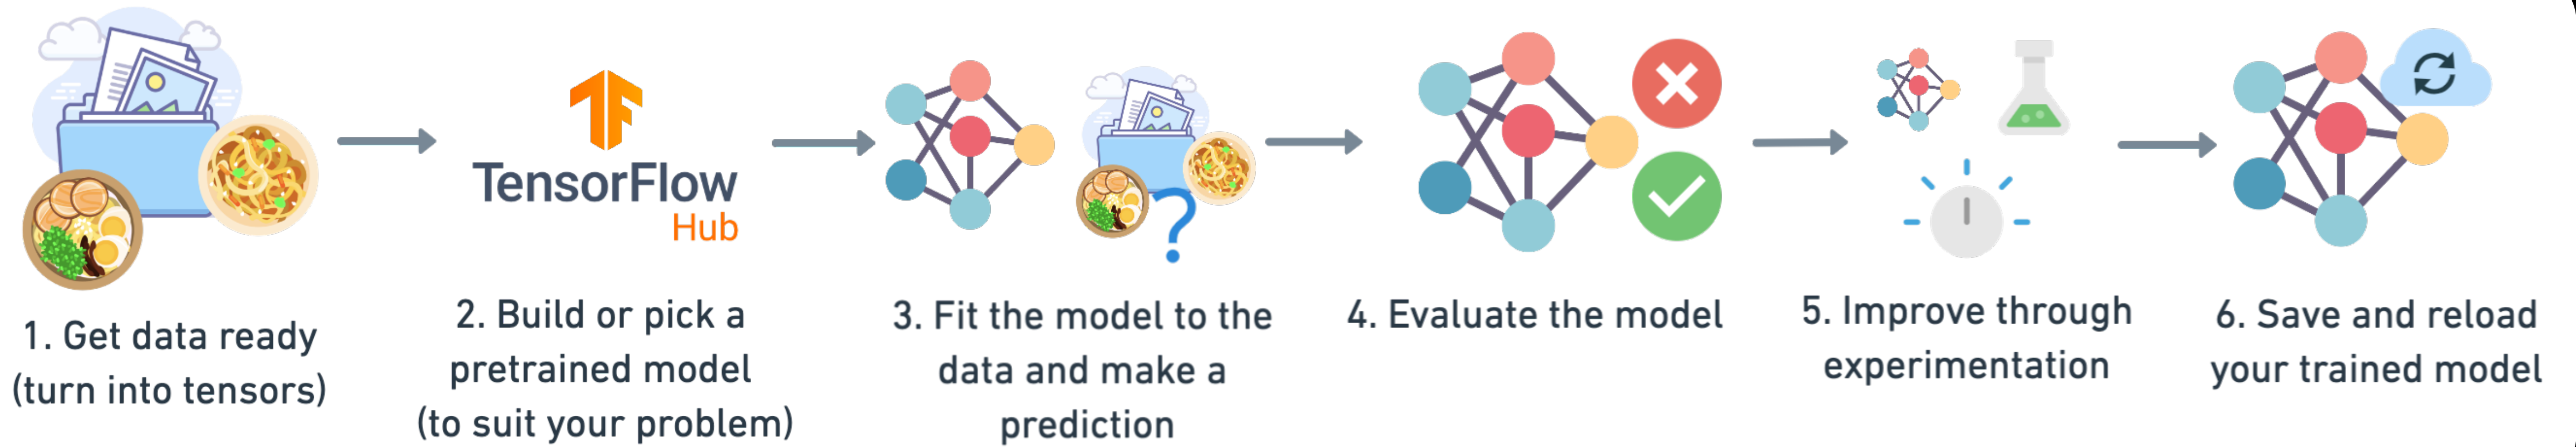 TensorFlow
Hub
1. Get data ready
(turn into tensors)
2. Build or pick a
pretrained model
(to suit your problem)
3. Fit the model to the
data and make a
prediction
4. Evaluate the model
5. Improve through
experimentation
6. Save and reload
your trained model